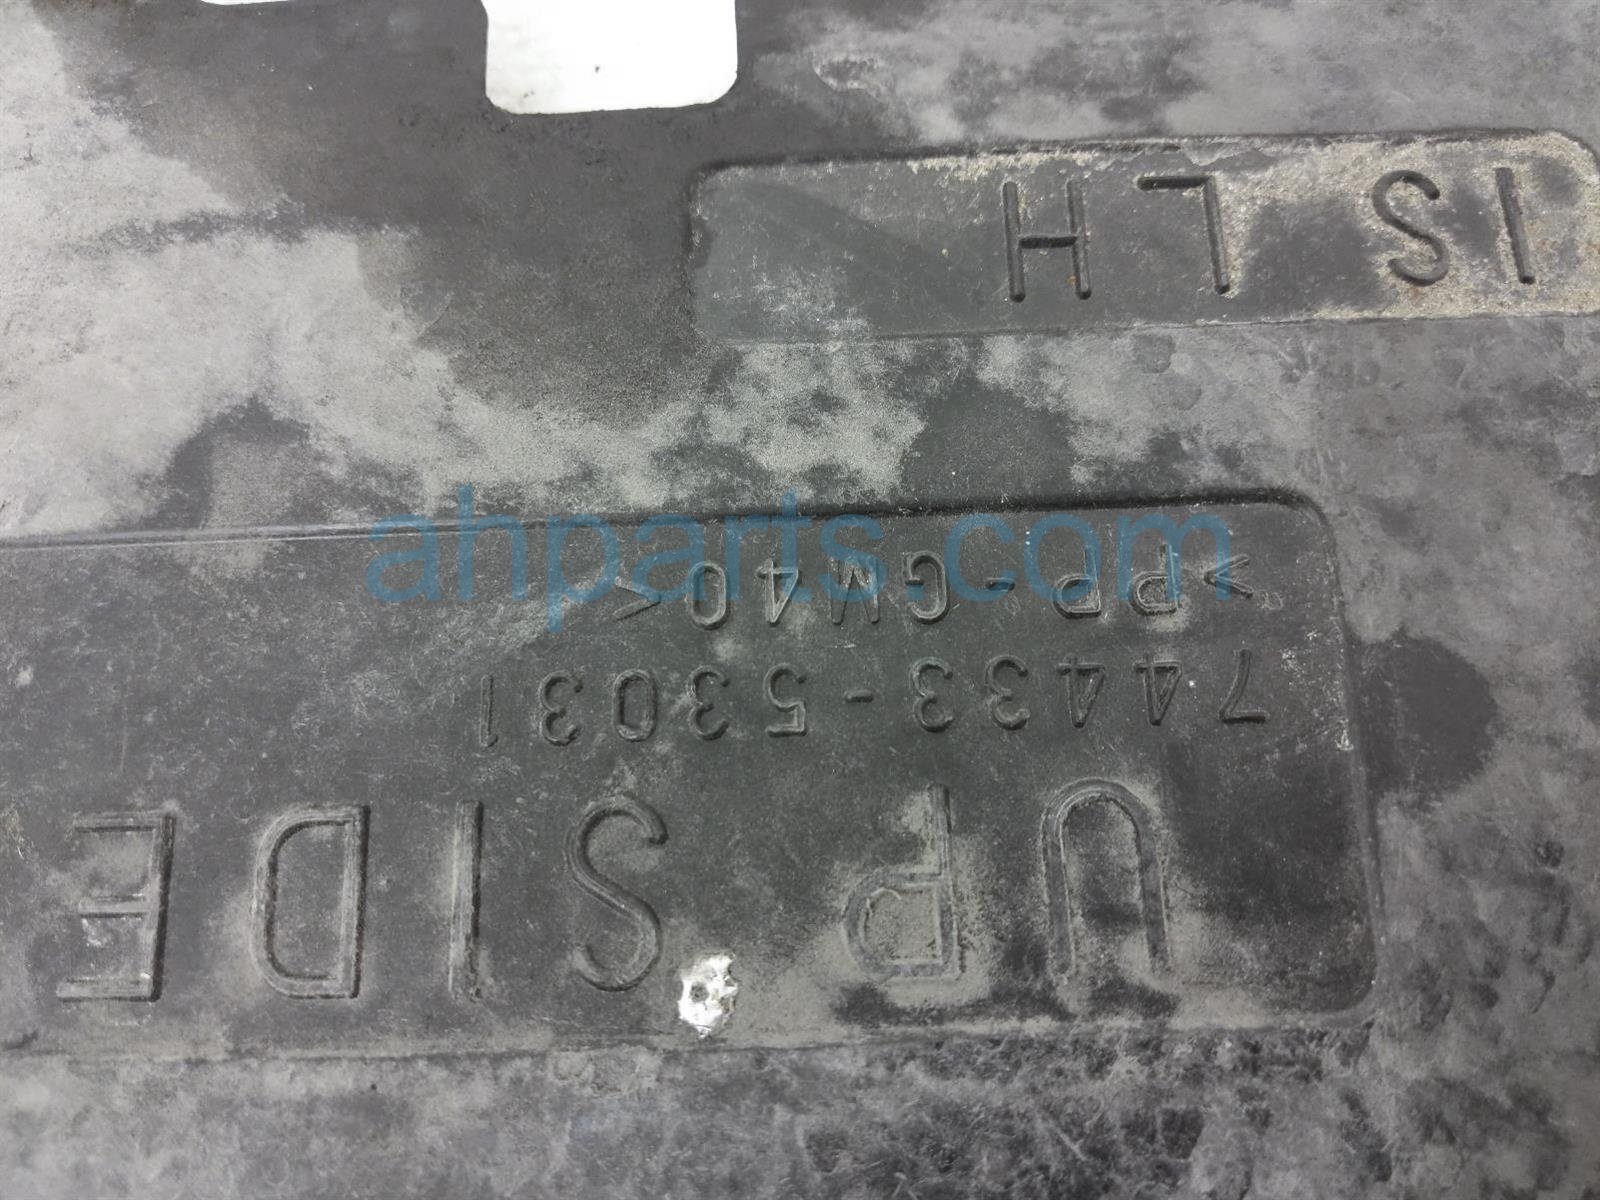 UP SIDE
74433-53031
>PP-GM40<
IS LH
ahparts.com